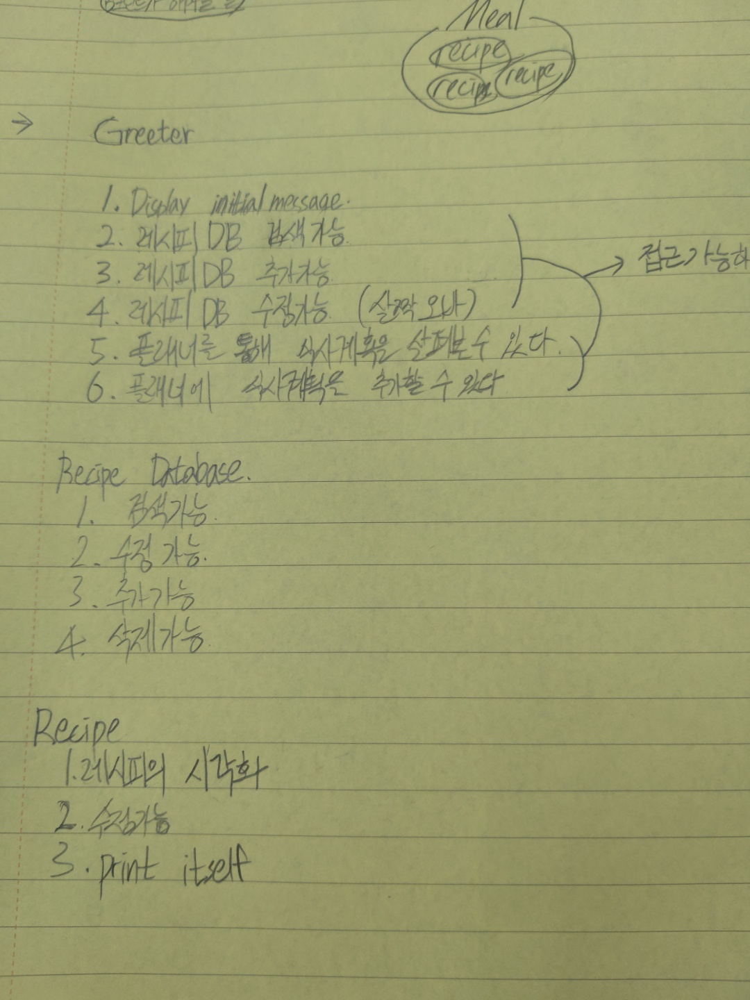 Meal
recipe
recipe recipe
→ Greeter
1. Display initial message.
2. 레시피 DB 검색가능.
3. 레시피 DB 추가가능.
접근가능하
4. 레시피 DB 수정가능. (살짝 오바)
5. 플래너를 통해 식사계획을 살펴볼 수 있다.
6. 플래너에 식사계획을 추가할 수 있다
Recipe Database.
1. 검색가능.
2. 수정 가능.
3. 추가가능
4. 삭제가능.
Recipe
1. 레시피의 시각화
2. 수정가능
3. print itself